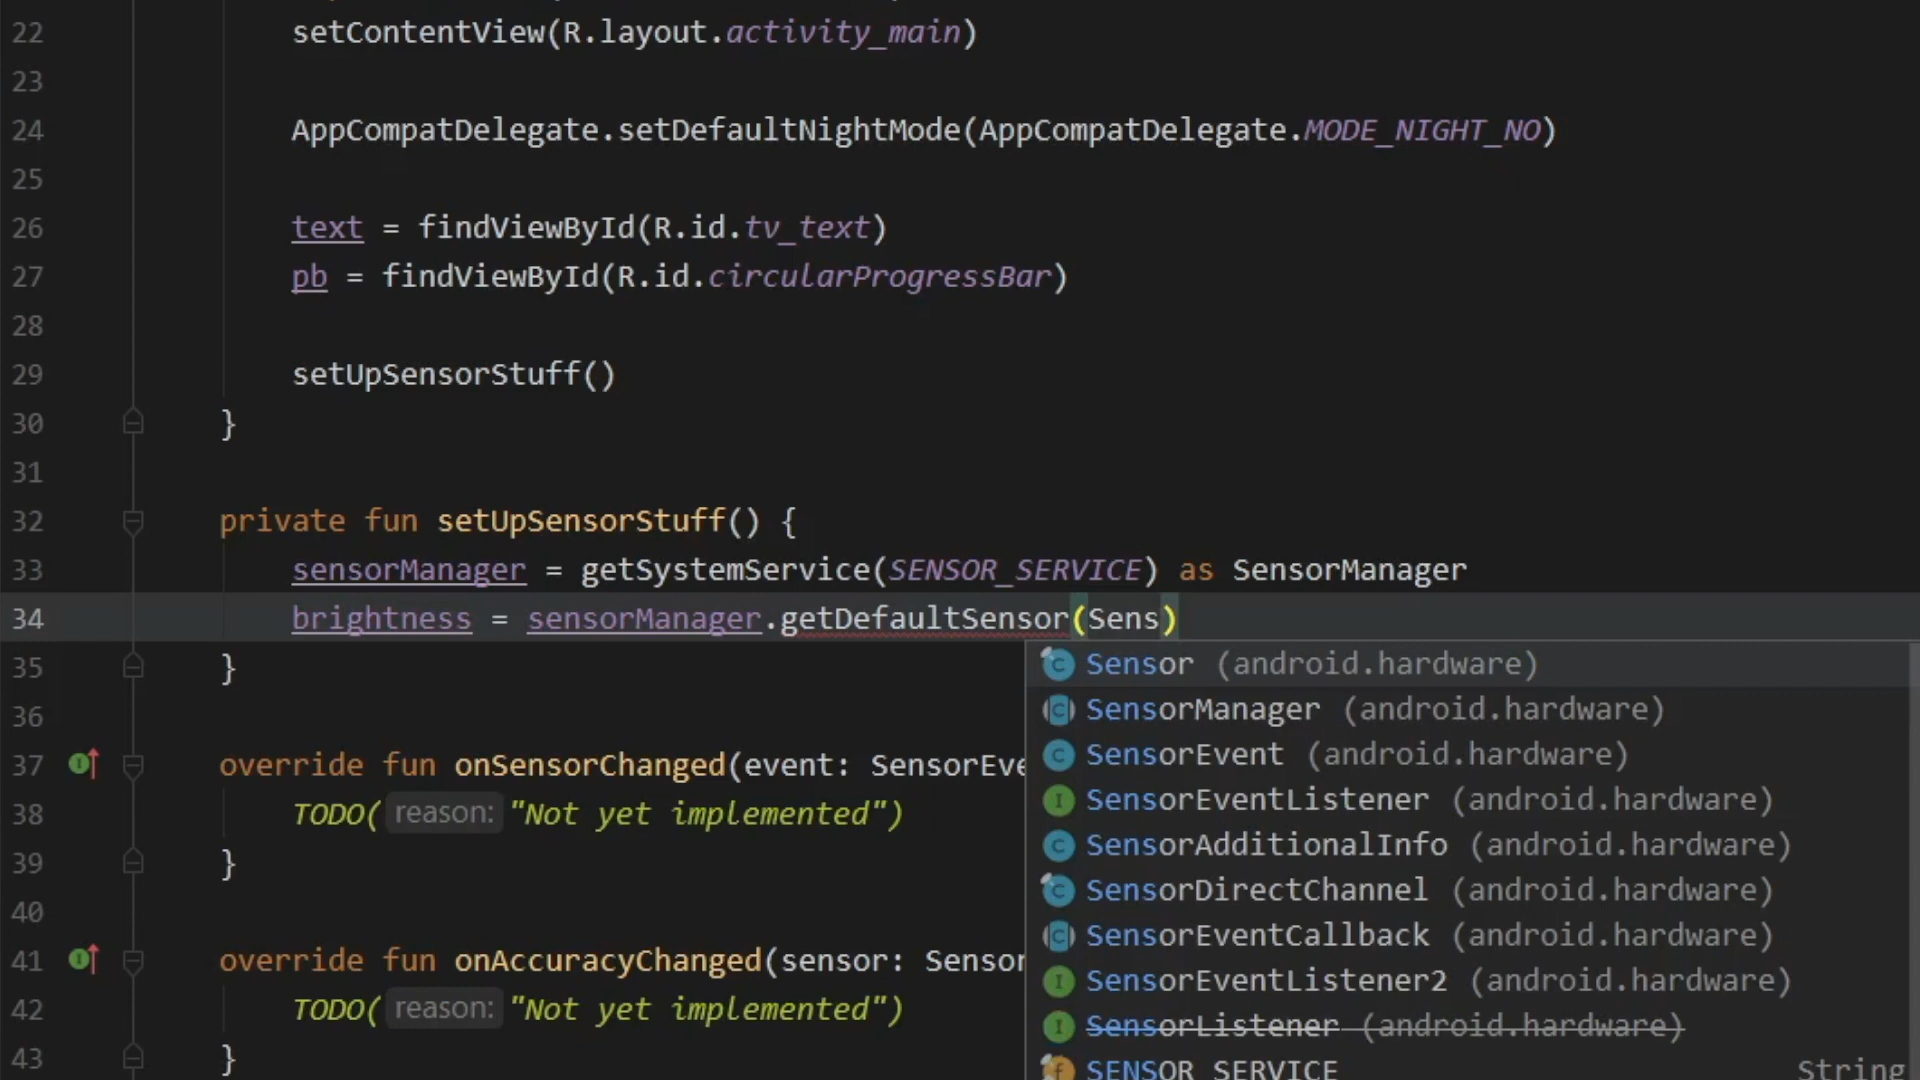 22 setContentView(R.layout.activity_main)
23
24 AppCompatDelegate.setDefaultNightMode(AppCompatDelegate.MODE_NIGHT_NO)
25
26 text = findViewById(R.id.tv_text)
27 pb = findViewById(R.id.circularProgressBar)
28
29 setUpSensorStuff()
30 }
31
32 private fun setUpSensorStuff() {
33 sensorManager = getSystemService(SENSOR_SERVICE) as SensorManager
34 brightness = sensorManager.getDefaultSensor(Sens)
35 }
36
37 override fun onSensorChanged(event: SensorEve
38 TODO( reason: "Not yet implemented")
39 }
40
41 override fun onAccuracyChanged(sensor: Sensor
42 TODO( reason: "Not yet implemented")
43 }
Sensor (android.hardware)
SensorManager (android.hardware)
SensorEvent (android.hardware)
SensorEventListener (android.hardware)
SensorAdditionalInfo (android.hardware)
SensorDirectChannel (android.hardware)
SensorEventCallback (android.hardware)
SensorEventListener2 (android.hardware)
SensorListener (android.hardware)
SENSOR_SERVICE String